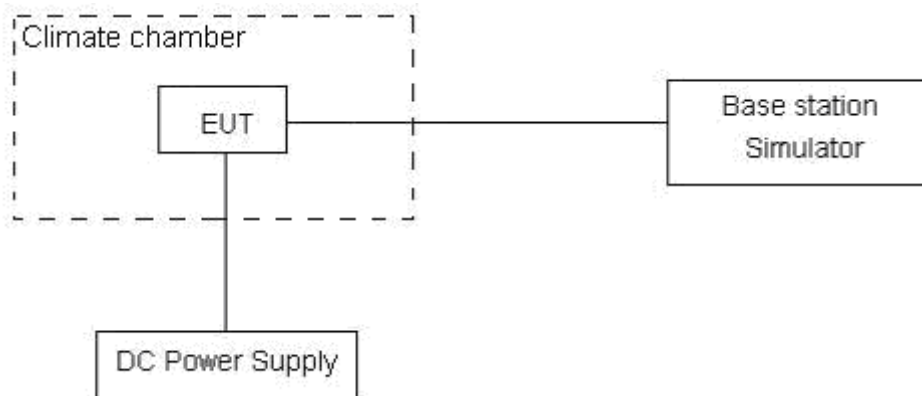 Climate chamber
EUT
Base station
Simulator
DC Power Supply